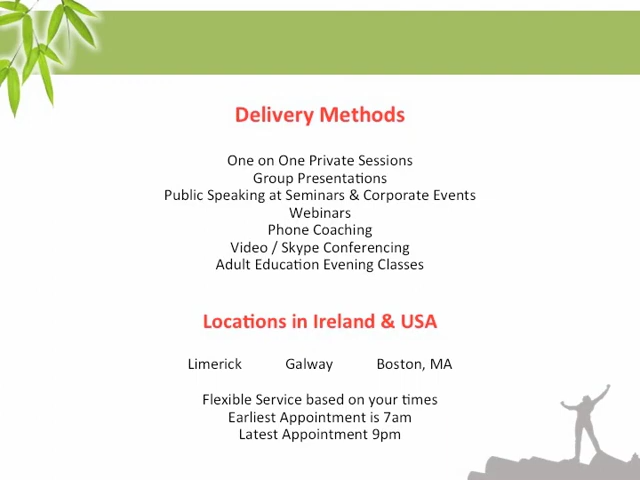 Delivery Methods
One on One Private Sessions
Group Presentations
Public Speaking at Seminars & Corporate Events
Webinars
Phone Coaching
Video / Skype Conferencing
Adult Education Evening Classes
Locations in Ireland & USA
Limerick Galway Boston, MA
Flexible Service based on your times
Earliest Appointment is 7am
Latest Appointment 9pm